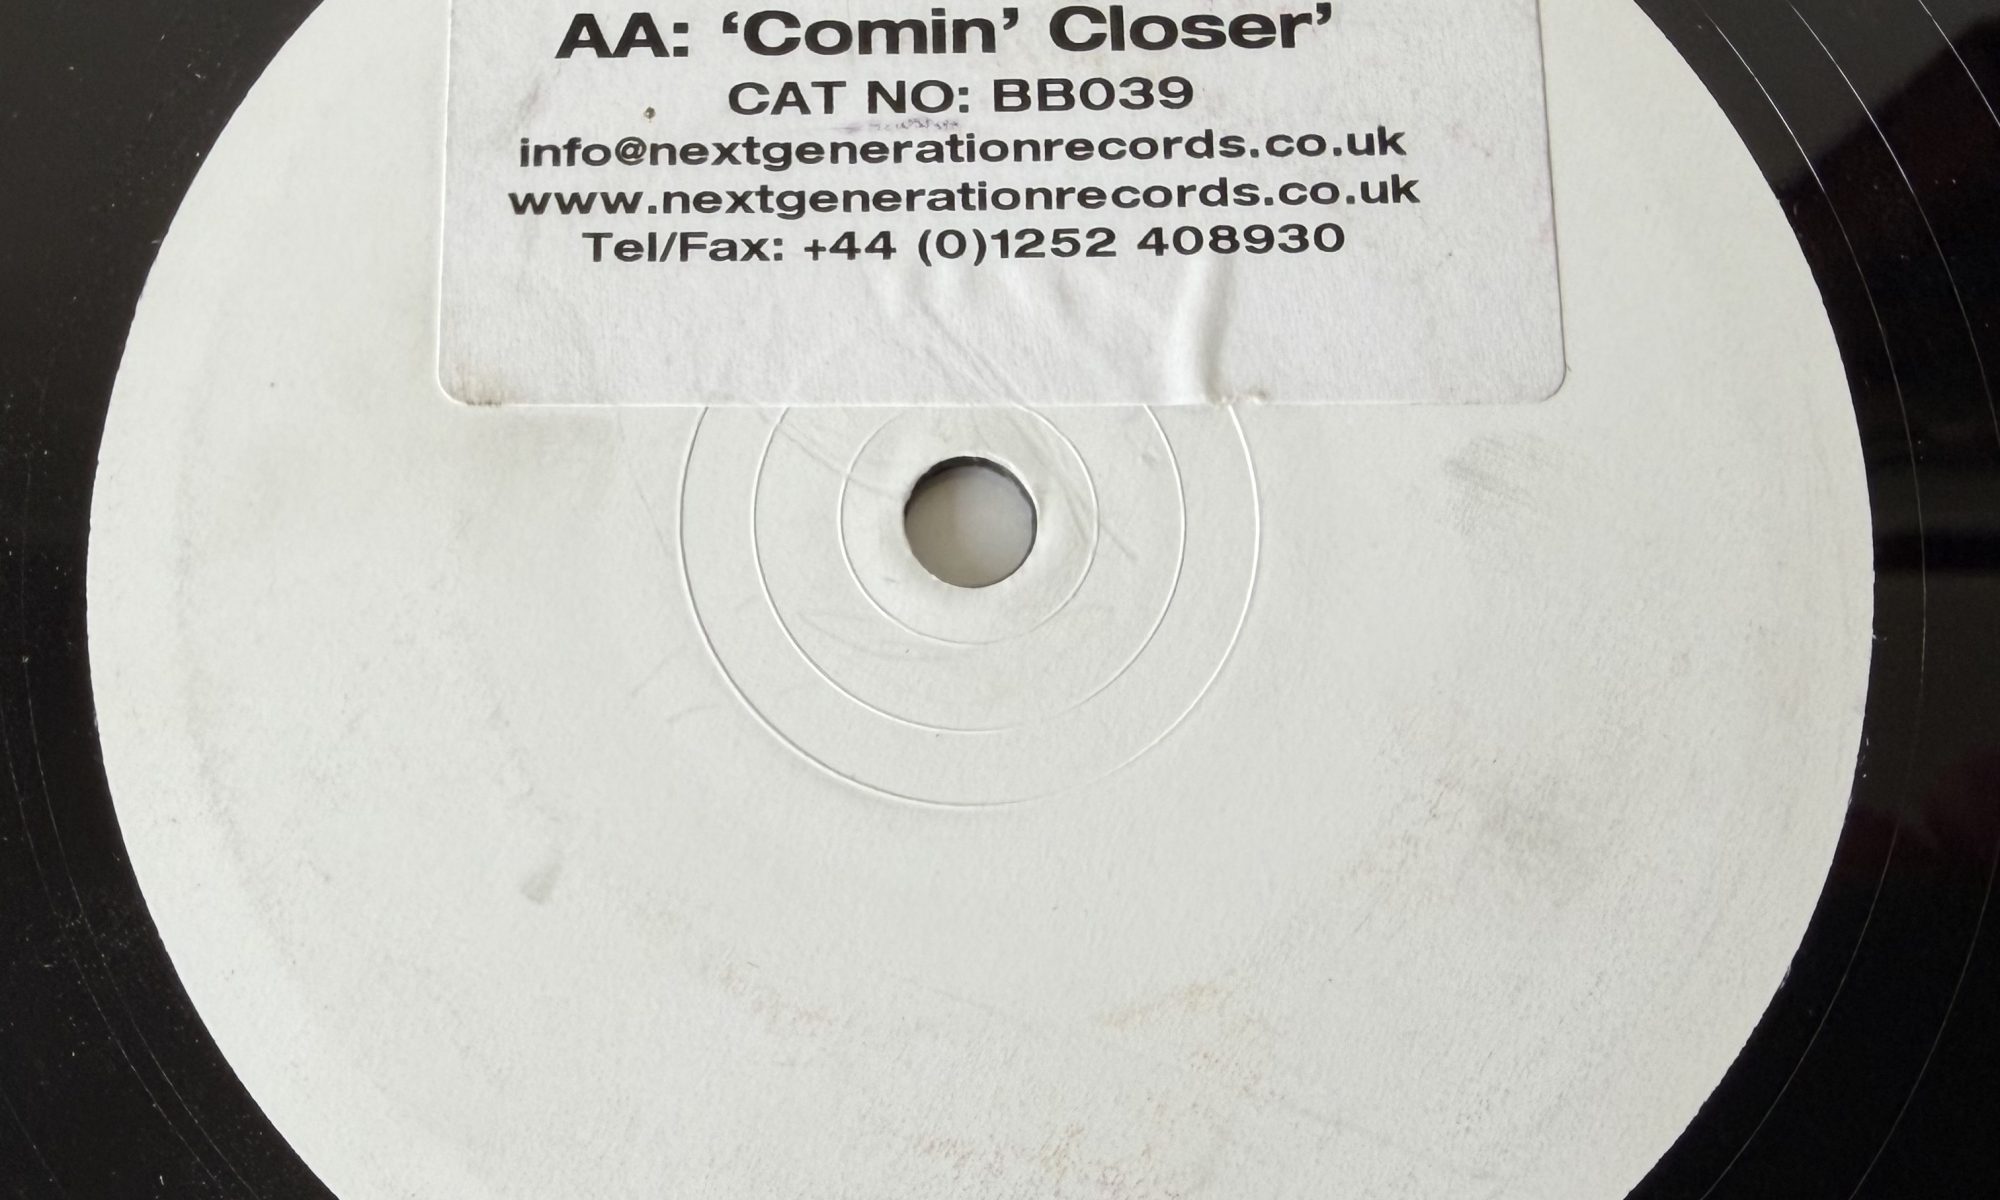 AA: ‘Comin’ Closer’
CAT NO: BB039
info@nextgenerationrecords.co.uk
www.nextgenerationrecords.co.uk
Tel/Fax: +44 (0)1252 408930